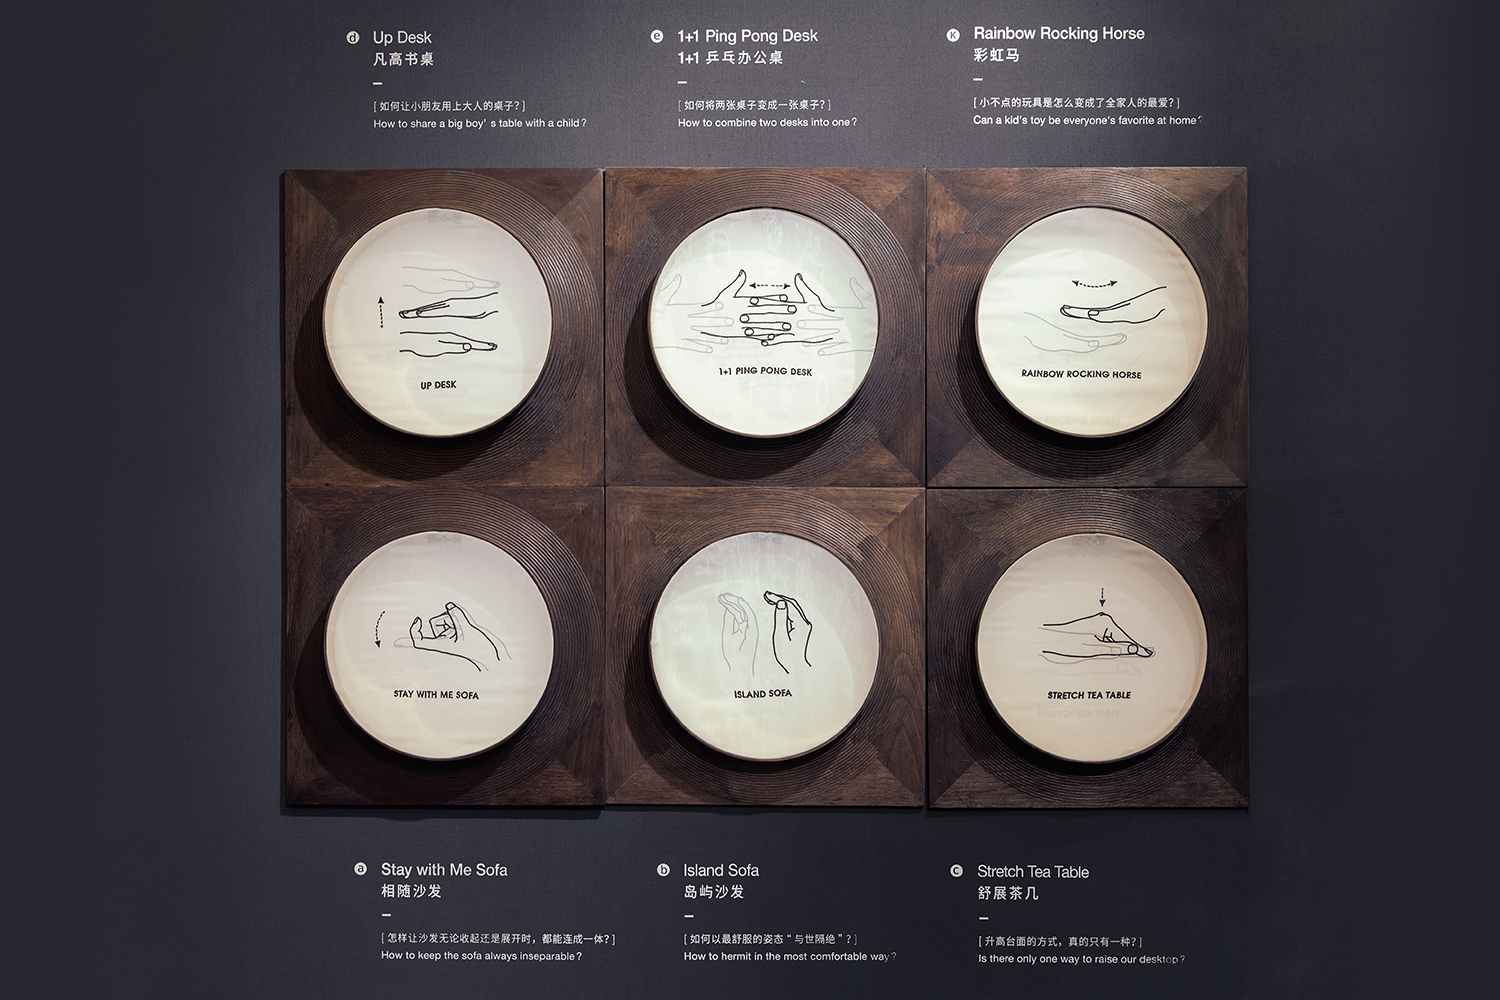 d Up Desk
凡高书桌
[ 如何让小朋友用上大人的桌子? ]
How to share a big boy's table with a child?
e 1+1 Ping Pong Desk
1+1 乒乓办公桌
[ 如何将两张桌子变成一张桌子? ]
How to combine two desks into one?
K Rainbow Rocking Horse
彩虹马
[ 小不点的玩具是怎么变成了全家人的最爱? ]
Can a kid's toy be everyone's favorite at home?
UP DESK
1+1 PING PONG DESK
RAINBOW ROCKING HORSE
STAY WITH ME SOFA
ISLAND SOFA
STRETCH TEA TABLE
a Stay with Me Sofa
相随沙发
[ 怎样让沙发无论收起还是展开时，都能连成一体? ]
How to keep the sofa always inseparable?
b Island Sofa
岛屿沙发
[ 如何以最舒服的姿态“与世隔绝”? ]
How to hermit in the most comfortable way?
c Stretch Tea Table
舒展茶几
[ 升高台面的方式，真的只有一种? ]
Is there only one way to raise our desktop?